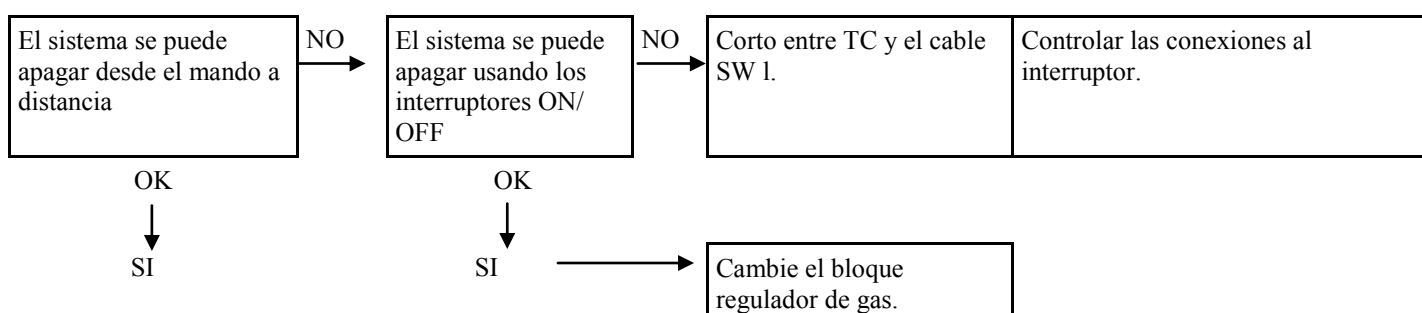 El sistema se puede
apagar desde el mando a
distancia
NO
El sistema se puede
apagar usando los
interruptores ON/
OFF
NO
Corto entre TC y el cable
SW l.
Controlar las conexiones al
interruptor.
OK
OK
SI
SI
Cambie el bloque
regulador de gas.